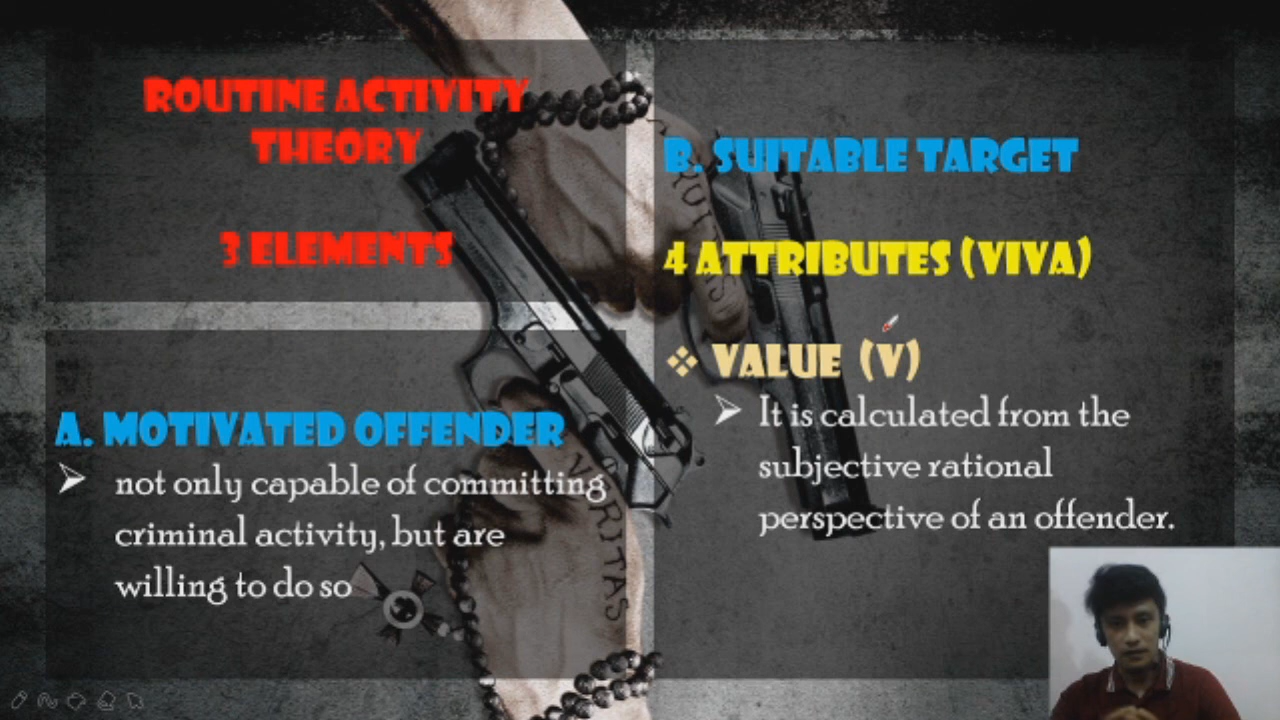 ROUTINE ACTIVITY
THEORY
3 ELEMENTS
A. MOTIVATED OFFENDER
not only capable of committing
criminal activity, but are
willing to do so
B. SUITABLE TARGET
4 ATTRIBUTES (VIVA)
VALUE (V)
It is calculated from the
subjective rational
perspective of an offender.
VERITAS